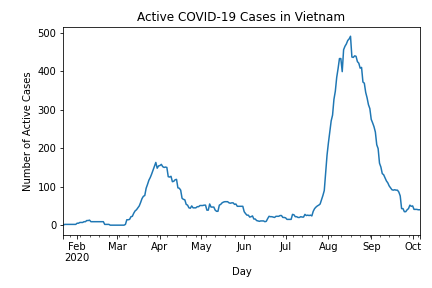 Active COVID-19 Cases in Vietnam
Number of Active Cases
500
400
300
200
100
0
Feb Mar Apr May Jun Jul Aug Sep Oct
2020
Day